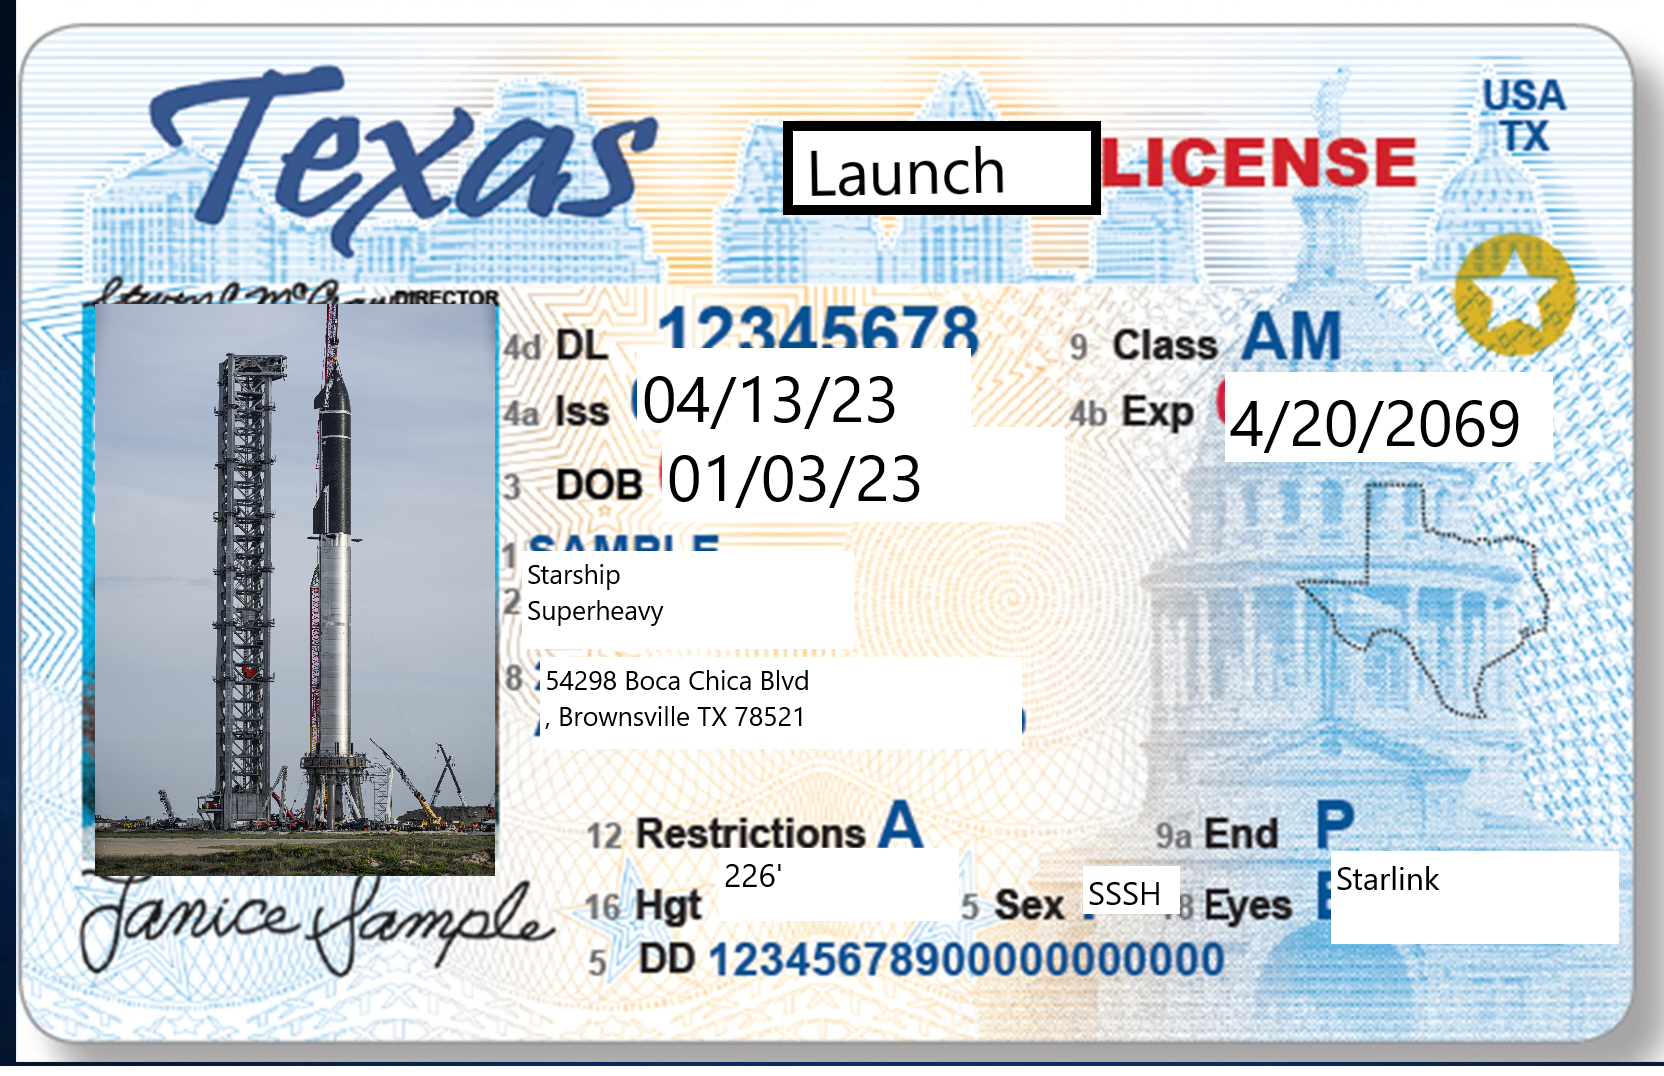 Texas
USA
TX
Launch LICENSE
DIRECTOR
4d DL 12345678
9 Class AM
4a Iss 04/13/23
4b Exp 4/20/2069
3 DOB 01/03/23
1 SAMPLE
Starship
2 Superheavy
8 54298 Boca Chica Blvd
, Brownsville TX 78521
12 Restrictions A
9a End P
16 Hgt 226'
5 Sex SSSH
8 Eyes Starlink
Janice Sample
5 DD 12345678900000000000